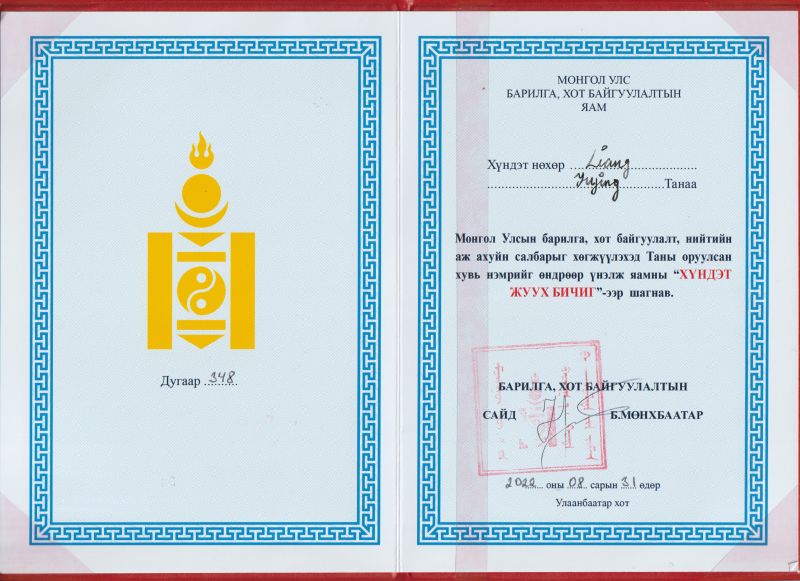 Дугаар 348
МОНГОЛ УЛС
БАРИЛГА, ХОТ БАЙГУУЛАЛТЫН
ЯАМ
Хүндэт нөхөр Liang
Yujing Танаа
Монгол Улсын барилга, хот байгуулалт, нийтийн
аж ахуйн салбарыг хөгжүүлэхэд Таны оруулсан
хувь нэмрийг өндрөөр үнэлж яамны “ХҮНДЭТ
ЖУУХ БИЧИГ”-ээр шагнав.
БАРИЛГА, ХОТ БАЙГУУЛАЛТЫН
САЙД Б.МӨНХБААТАР
2022 оны 08 сарын 31 өдөр
Улаанбаатар хот